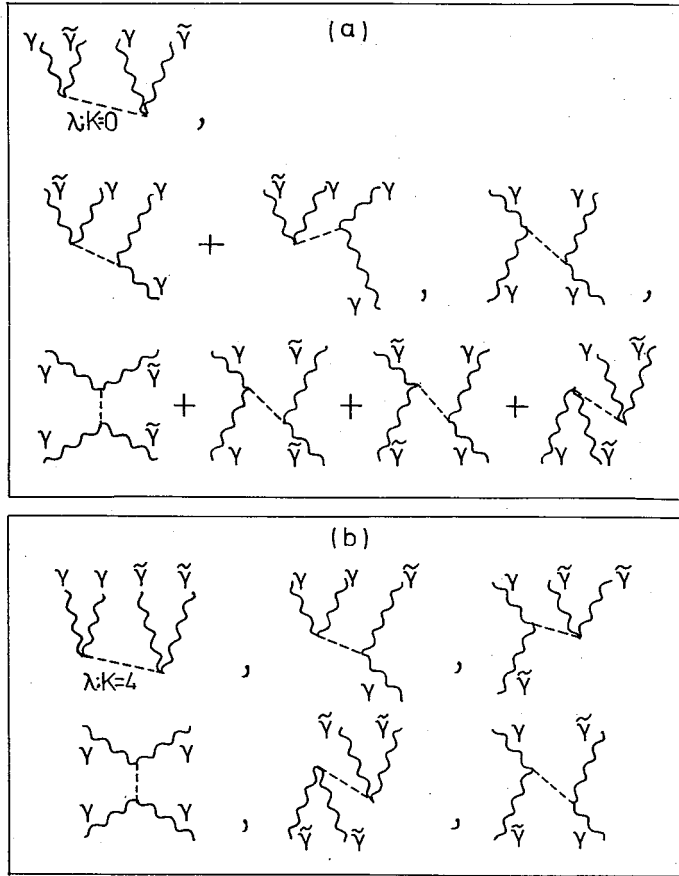 (a)
γ γ̃ γ γ̃
λ;K=0 ,
γ̃ γ γ γ̃ γ γ γ γ
+ , ,
γ γ γ γ
γ γ̃ γ γ̃ γ̃ γ γ γ̃
+ + +
γ γ̃ γ γ̃ γ̃ γ γ γ̃
(b)
γ γ γ̃ γ̃ γ γ γ̃ γ γ̃ γ̃
λ;K=4 , γ , γ̃
γ γ γ̃ γ̃ γ γ̃
γ γ , γ̃ γ̃ , γ̃ γ